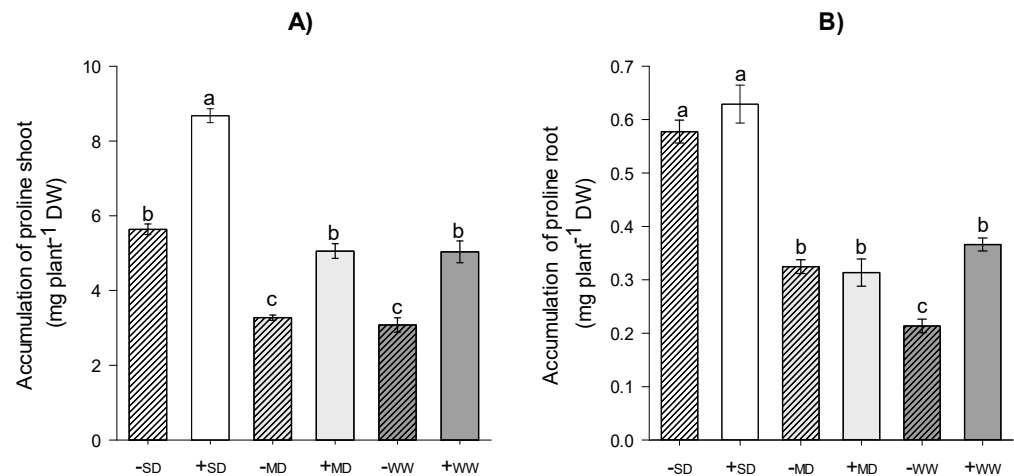 A)
Accumulation of proline shoot
(mg plant⁻¹ DW)
10
8
6
4
2
0
b
a
c
b
c
b
-SD +SD -MD +MD -WW +WW
B)
Accumulation of proline root
(mg plant⁻¹ DW)
0.7
0.6
0.5
0.4
0.3
0.2
0.1
0.0
a
a
b
b
c
b
-SD +SD -MD +MD -WW +WW